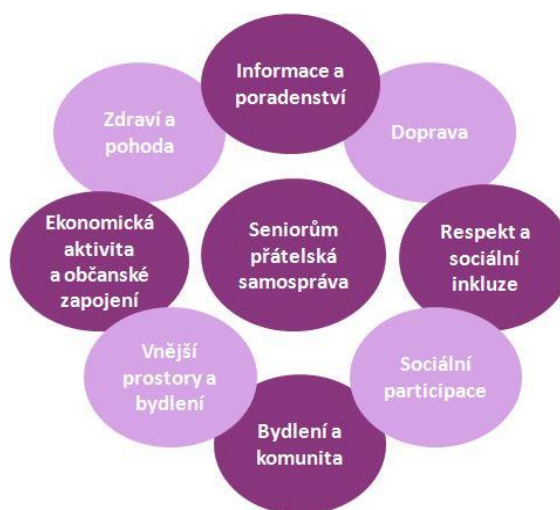 Informace a
poradenství
Zdraví a
pohoda
Doprava
Ekonomická
aktivita
a občanské
zapojení
Seniorům
přátelská
samospráva
Respekt a
sociální
inkluze
Vnější
prostory a
bydlení
Sociální
participace
Bydlení a
komunita